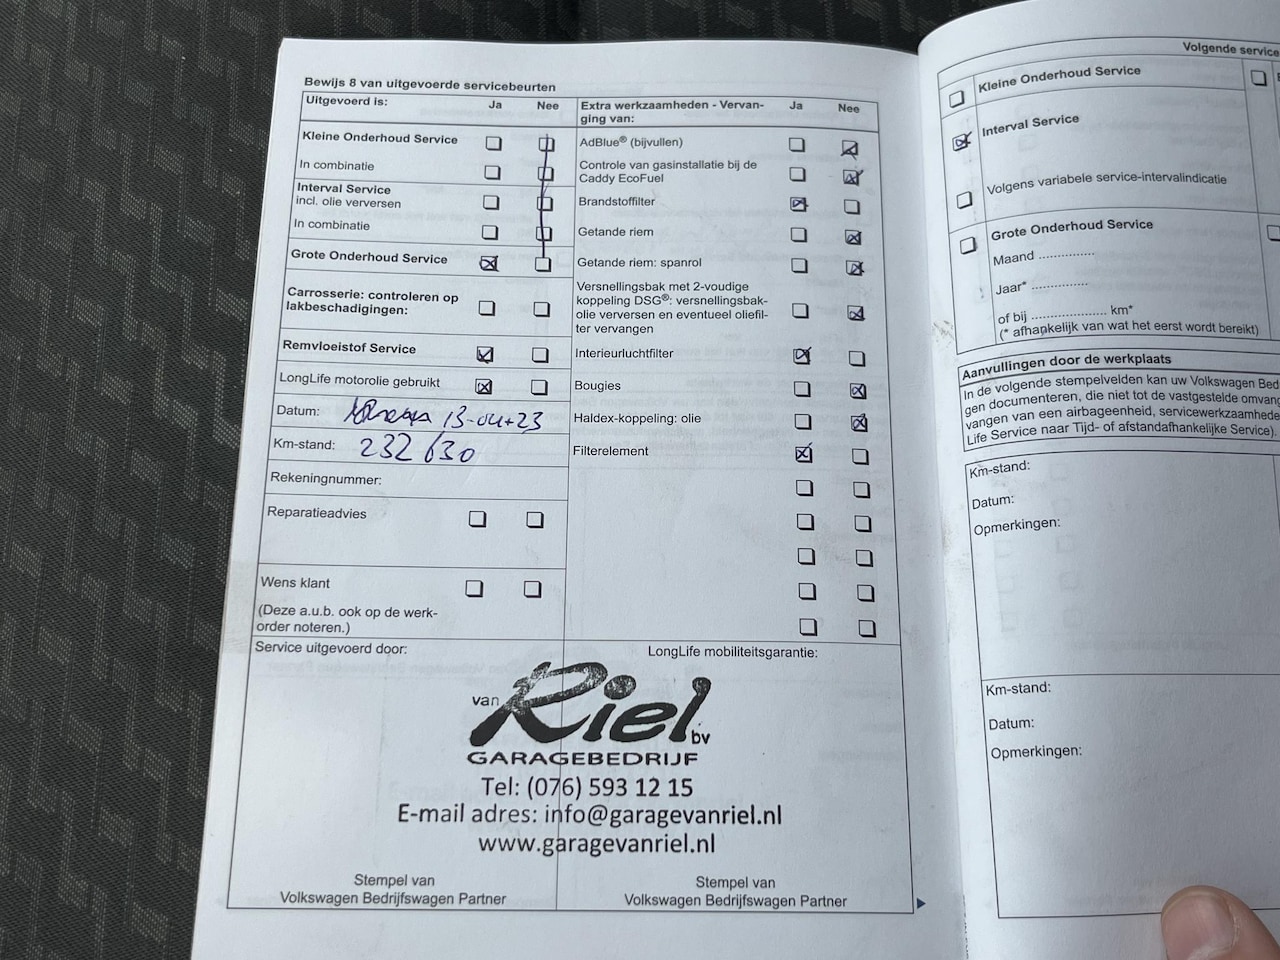 Bewijs 8 van uitgevoerde servicebeurten
Uitgevoerd is: Ja Nee
Kleine Onderhoud Service
In combinatie
Interval Service
incl. olie verversen
In combinatie
Grote Onderhoud Service
Carrosserie: controleren op
lakbeschadigingen:
Remvloeistof Service
LongLife motorolie gebruikt
Datum: 13-04-23
Km-stand: 232630
Rekeningnummer:
Reparatieadvies
Wens klant
(Deze a.u.b. ook op de werk-
order noteren.)
Extra werkzaamheden - Vervan-
ging van: Ja Nee
AdBlue® (bijvullen)
Controle van gasinstallatie bij de
Caddy EcoFuel
Brandstoffilter
Getande riem
Getande riem: spanrol
Versnellingsbak met 2-voudige
koppeling DSG®: versnellingsbak-
olie verversen en eventueel oliefil-
ter vervangen
Interieurluchtfilter
Bougies
Haldex-koppeling: olie
Filterelement
Service uitgevoerd door:
LongLife mobiliteitsgarantie:
van Riel bv
GARAGEBEDRIJF
Tel: (076) 593 12 15
E-mail adres: info@garagevanriel.nl
www.garagevanriel.nl
Stempel van
Volkswagen Bedrijfswagen Partner
Stempel van
Volkswagen Bedrijfswagen Partner
Volgende service
Kleine Onderhoud Service
Interval Service
Volgens variabele service-intervalindicatie
Grote Onderhoud Service
Maand ..............
Jaar* ..............
of bij ................... km*
(* afhankelijk van wat het eerst wordt bereikt)
Aanvullingen door de werkplaats
In de volgende stempelvelden kan uw Volkswagen Bed
gen documenteren, die niet tot de vastgestelde omvang
vangen van een airbageenheid, servicewerkzaamhede
Life Service naar Tijd- of afstandafhankelijke Service).
Km-stand:
Datum:
Opmerkingen:
Km-stand:
Datum:
Opmerkingen: